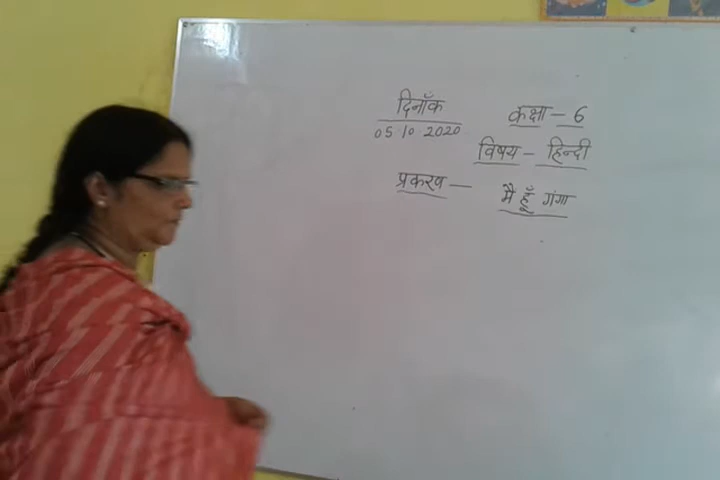 दिनाँक
05.10.2020
कक्षा - 6
विषय - हिन्दी
प्रकरण -
मै हूँ गंगा